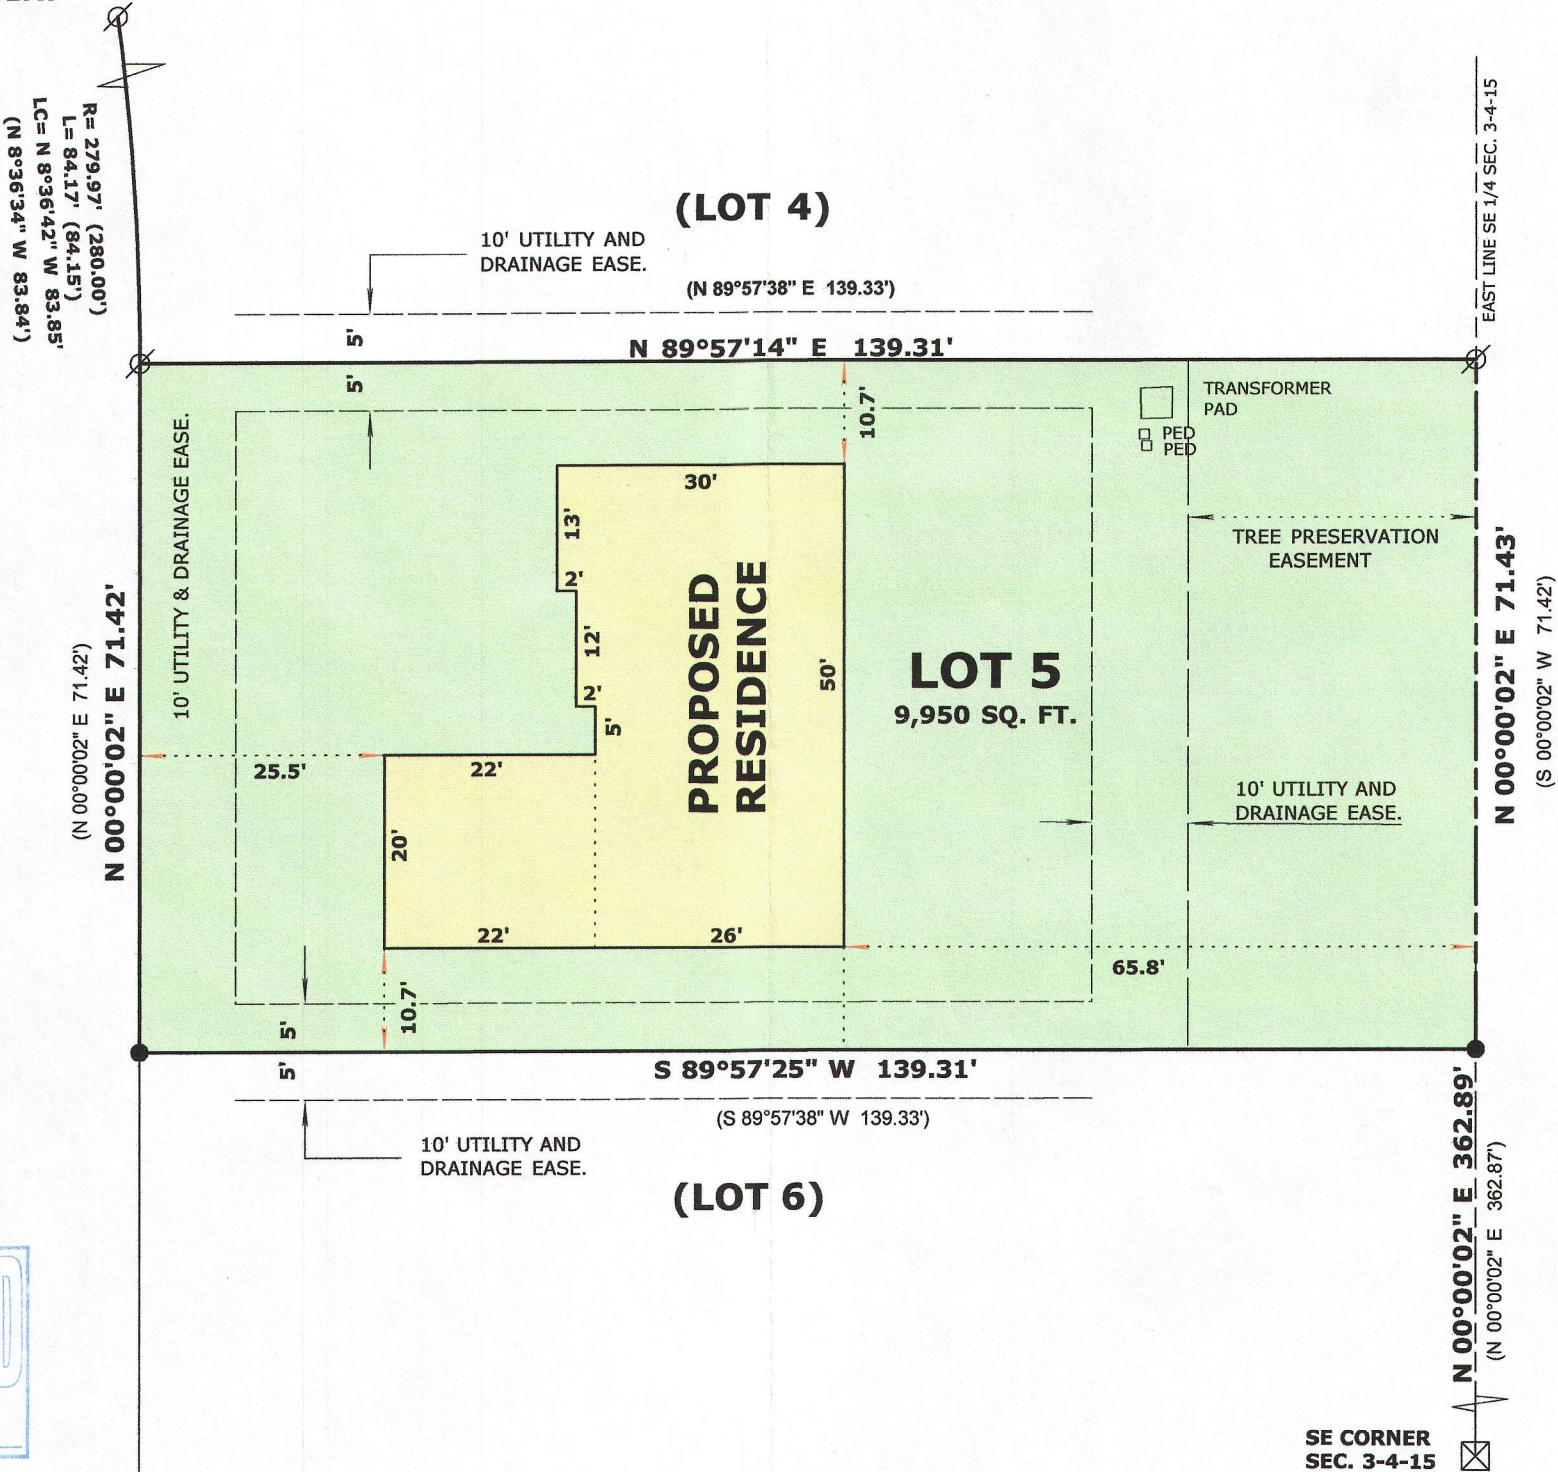 R= 279.97' (280.00')
L= 84.17' (84.15')
LC= N 8°36'42" W 83.85'
(N 8°36'34" W 83.84')
EAST LINE SE 1/4 SEC. 3-4-15
(LOT 4)
10' UTILITY AND
DRAINAGE EASE.
(N 89°57'38" E 139.33')
5'
N 89°57'14" E 139.31'
5'
10.7'
TRANSFORMER
PAD
PED
PED
10' UTILITY & DRAINAGE EASE.
30'
13'
2'
12'
2'
5'
PROPOSED
RESIDENCE
50'
TREE PRESERVATION
EASEMENT
LOT 5
9,950 SQ. FT.
N 00°00'02" E 71.42'
(N 00°00'02" E 71.42')
N 00°00'02" E 71.43'
(S 00°00'02" W 71.42')
25.5'
22'
20'
10' UTILITY AND
DRAINAGE EASE.
22'
26'
65.8'
10.7'
5'
5'
S 89°57'25" W 139.31'
(S 89°57'38" W 139.33')
10' UTILITY AND
DRAINAGE EASE.
(LOT 6)
N 00°00'02" E 362.89'
(N 00°00'02" E 362.87')
SE CORNER
SEC. 3-4-15